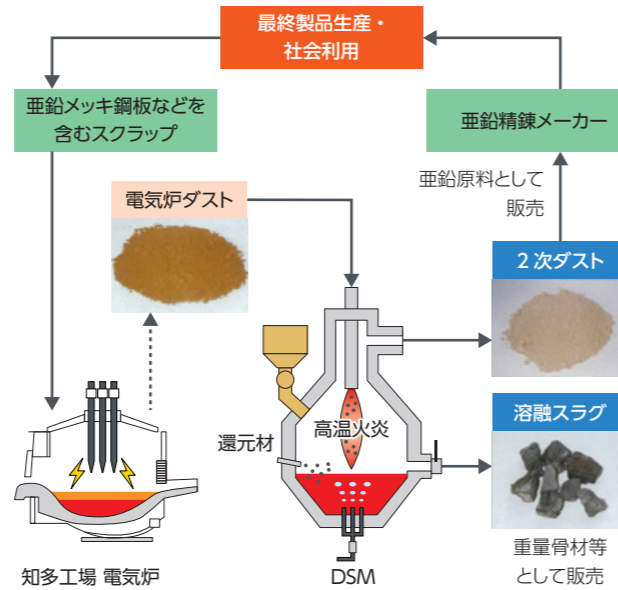 最終製品生産・
社会利用
亜鉛メッキ鋼板などを
含むスクラップ
亜鉛精錬メーカー
亜鉛原料として
販売
電気炉ダスト
2次ダスト
高温火炎
還元材
溶融スラグ
重量骨材等
として販売
知多工場 電気炉
DSM